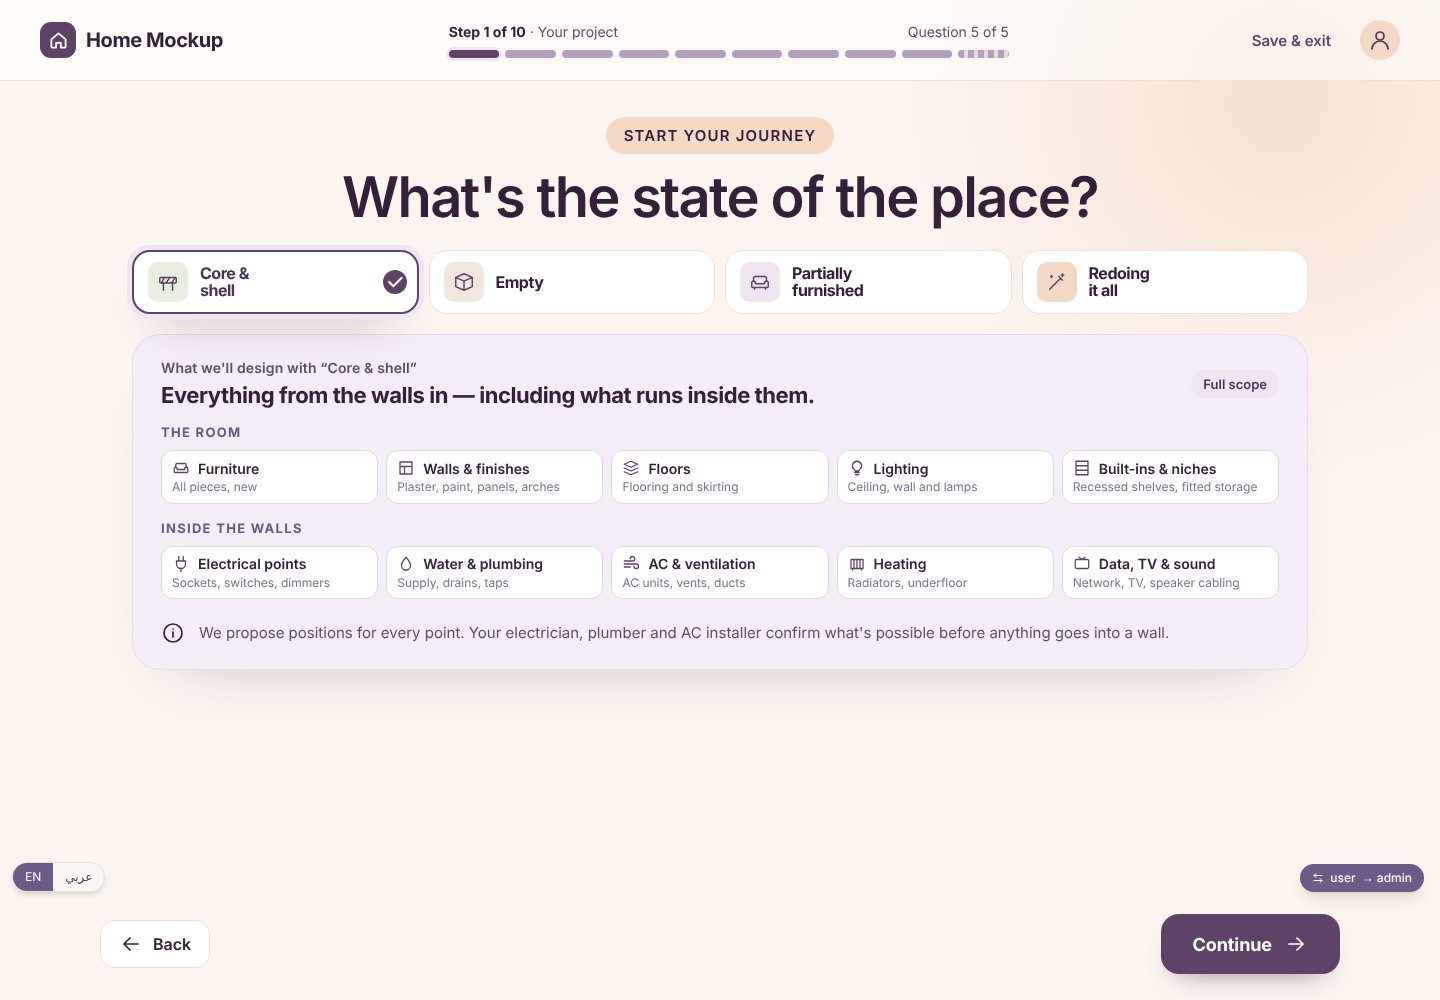 Home Mockup
Step 1 of 10 · Your project
Question 5 of 5
Save & exit
START YOUR JOURNEY
What's the state of the place?
Core &
shell
Empty
Partially
furnished
Redoing
it all
What we'll design with “Core & shell”
Everything from the walls in — including what runs inside them.
Full scope
THE ROOM
Furniture
All pieces, new
Walls & finishes
Plaster, paint, panels, arches
Floors
Flooring and skirting
Lighting
Ceiling, wall and lamps
Built-ins & niches
Recessed shelves, fitted storage
INSIDE THE WALLS
Electrical points
Sockets, switches, dimmers
Water & plumbing
Supply, drains, taps
AC & ventilation
AC units, vents, ducts
Heating
Radiators, underfloor
Data, TV & sound
Network, TV, speaker cabling
We propose positions for every point. Your electrician, plumber and AC installer confirm what's possible before anything goes into a wall.
EN
عربي
user → admin
Back
Continue